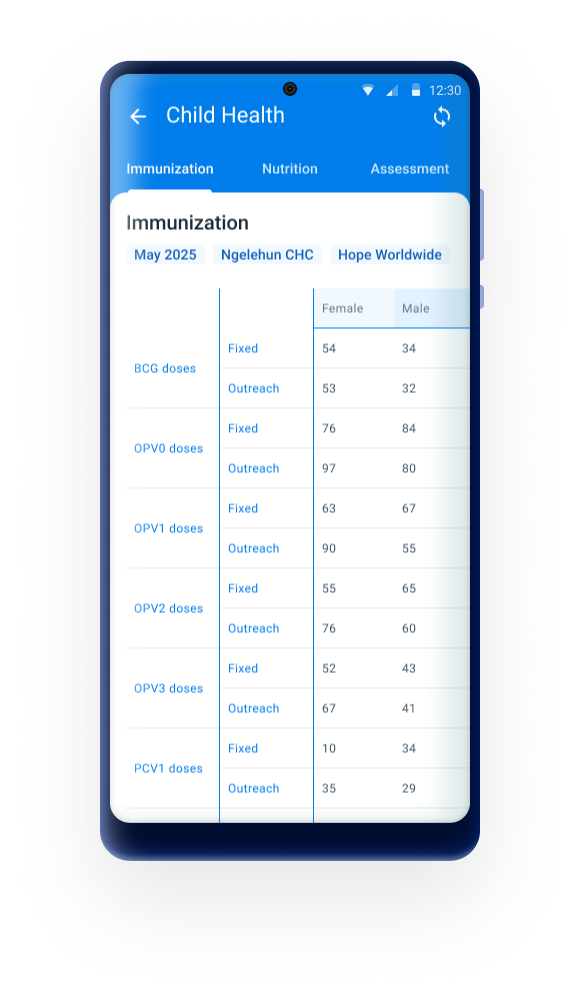 12:30
Child Health
Immunization Nutrition Assessment
Immunization
May 2025 Ngelehun CHC Hope Worldwide
Female Male
BCG doses Fixed 54 34
Outreach 53 32
OPV0 doses Fixed 76 84
Outreach 97 80
OPV1 doses Fixed 63 67
Outreach 90 55
OPV2 doses Fixed 55 65
Outreach 76 60
OPV3 doses Fixed 52 43
Outreach 67 41
PCV1 doses Fixed 10 34
Outreach 35 29